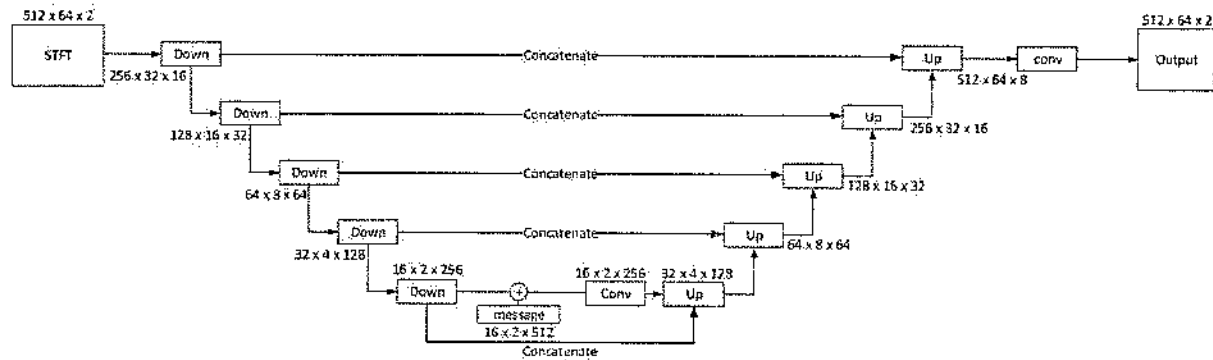 512 x 64 x 2
STFT
Down
256 x 32 x 16
Concatenate
Up
512 x 64 x 8
conv
512 x 64 x 2
Output
Down
128 x 16 x 32
Concatenate
Up
256 x 32 x 16
Down
64 x 8 x 64
Concatenate
Up
128 x 16 x 32
Down
32 x 4 x 128
Concatenate
Up
64 x 8 x 64
16 x 2 x 256
Down
+
message
16 x 2 x 512
16 x 2 x 256
Conv
32 x 4 x 128
Up
Concatenate